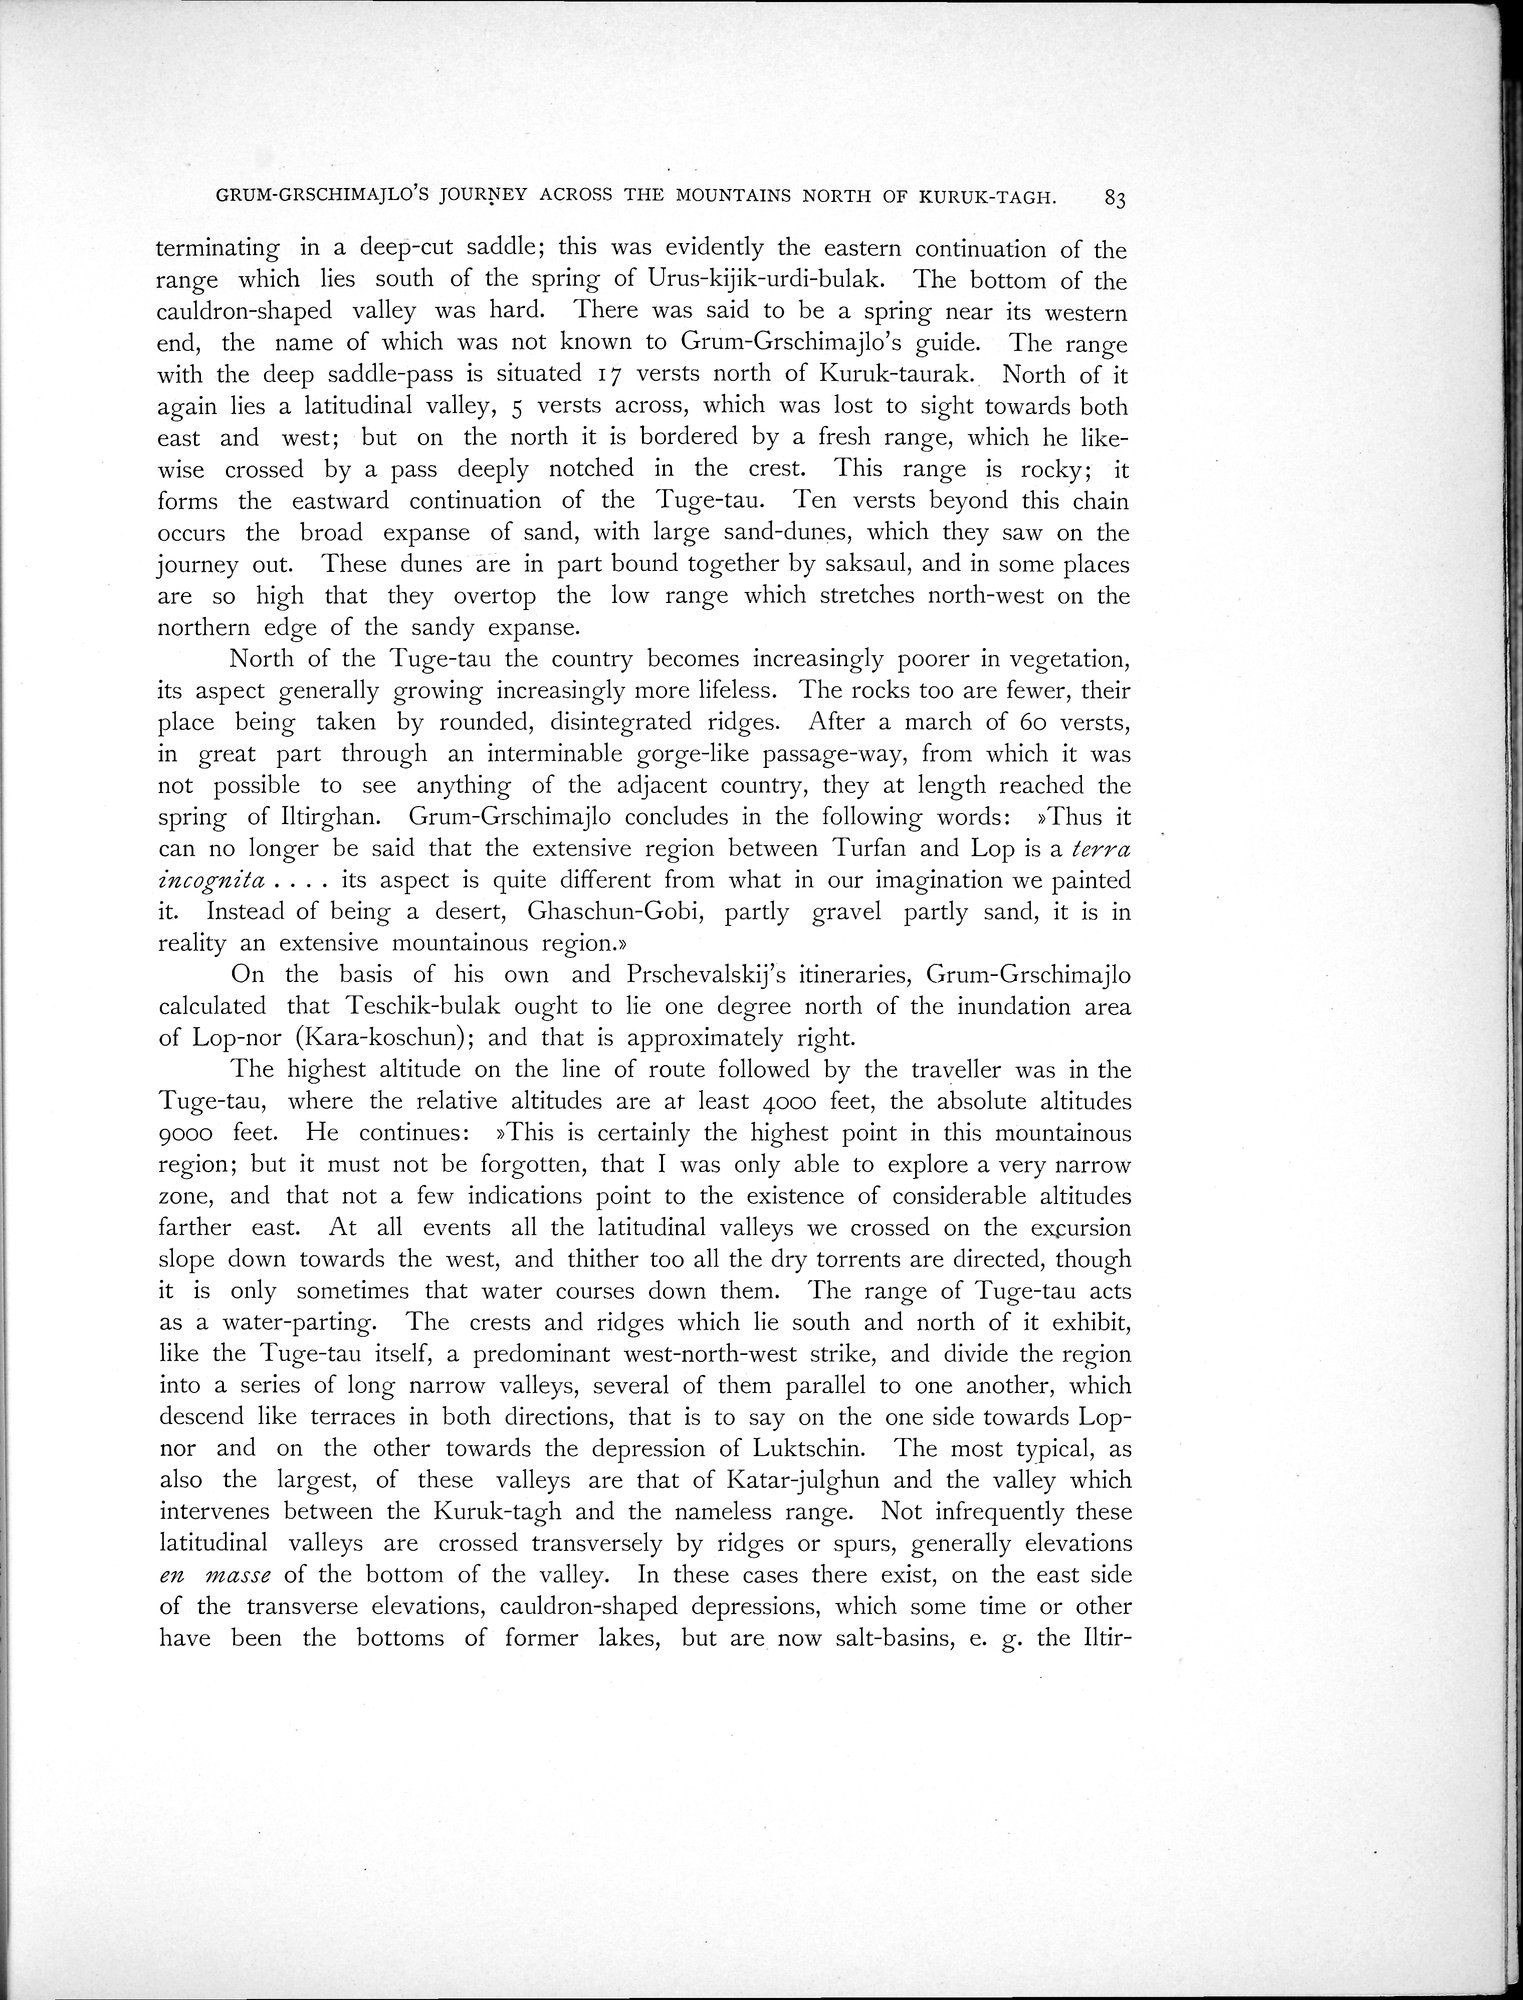 GRUM-GRSCHIMAJLO'S JOURNEY ACROSS THE MOUNTAINS NORTH OF KURUK-TAGH. 83
terminating in a deep-cut saddle; this was evidently the eastern continuation of the
range which lies south of the spring of Urus-kijik-urdi-bulak. The bottom of the
cauldron-shaped valley was hard. There was said to be a spring near its western
end, the name of which was not known to Grum-Grschimajlo's guide. The range
with the deep saddle-pass is situated 17 versts north of Kuruk-taurak. North of it
again lies a latitudinal valley, 5 versts across, which was lost to sight towards both
east and west; but on the north it is bordered by a fresh range, which he like-
wise crossed by a pass deeply notched in the crest. This range is rocky; it
forms the eastward continuation of the Tuge-tau. Ten versts beyond this chain
occurs the broad expanse of sand, with large sand-dunes, which they saw on the
journey out. These dunes are in part bound together by saksaul, and in some places
are so high that they overtop the low range which stretches north-west on the
northern edge of the sandy expanse.
North of the Tuge-tau the country becomes increasingly poorer in vegetation,
its aspect generally growing increasingly more lifeless. The rocks too are fewer, their
place being taken by rounded, disintegrated ridges. After a march of 60 versts,
in great part through an interminable gorge-like passage-way, from which it was
not possible to see anything of the adjacent country, they at length reached the
spring of Iltirghan. Grum-Grschimajlo concludes in the following words: »Thus it
can no longer be said that the extensive region between Turfan and Lop is a terra
incognita . . . . its aspect is quite different from what in our imagination we painted
it. Instead of being a desert, Ghaschun-Gobi, partly gravel partly sand, it is in
reality an extensive mountainous region.»
On the basis of his own and Prschevalskij's itineraries, Grum-Grschimajlo
calculated that Teschik-bulak ought to lie one degree north of the inundation area
of Lop-nor (Kara-koschun); and that is approximately right.
The highest altitude on the line of route followed by the traveller was in the
Tuge-tau, where the relative altitudes are at least 4000 feet, the absolute altitudes
9000 feet. He continues: »This is certainly the highest point in this mountainous
region; but it must not be forgotten, that I was only able to explore a very narrow
zone, and that not a few indications point to the existence of considerable altitudes
farther east. At all events all the latitudinal valleys we crossed on the excursion
slope down towards the west, and thither too all the dry torrents are directed, though
it is only sometimes that water courses down them. The range of Tuge-tau acts
as a water-parting. The crests and ridges which lie south and north of it exhibit,
like the Tuge-tau itself, a predominant west-north-west strike, and divide the region
into a series of long narrow valleys, several of them parallel to one another, which
descend like terraces in both directions, that is to say on the one side towards Lop-
nor and on the other towards the depression of Luktschin. The most typical, as
also the largest, of these valleys are that of Katar-julghun and the valley which
intervenes between the Kuruk-tagh and the nameless range. Not infrequently these
latitudinal valleys are crossed transversely by ridges or spurs, generally elevations
en masse of the bottom of the valley. In these cases there exist, on the east side
of the transverse elevations, cauldron-shaped depressions, which some time or other
have been the bottoms of former lakes, but are now salt-basins, e. g. the Iltir-